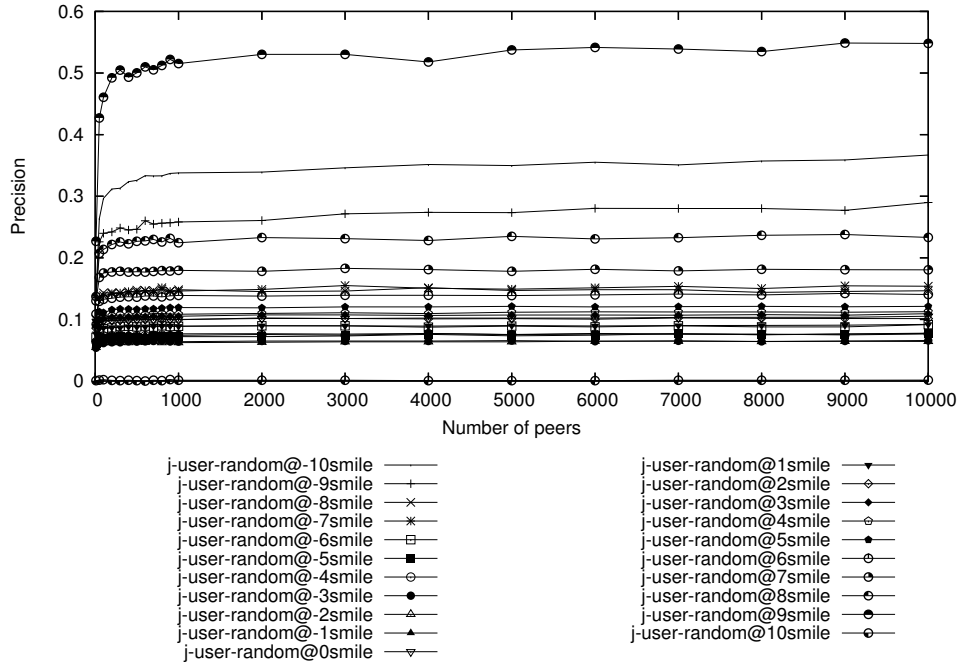 0.6
0.5
0.4
0.3
0.2
0.1
0
Precision
0 1000 2000 3000 4000 5000 6000 7000 8000 9000 10000
Number of peers
j-user-random@-10smile
j-user-random@-9smile
j-user-random@-8smile
j-user-random@-7smile
j-user-random@-6smile
j-user-random@-5smile
j-user-random@-4smile
j-user-random@-3smile
j-user-random@-2smile
j-user-random@-1smile
j-user-random@0smile
j-user-random@1smile
j-user-random@2smile
j-user-random@3smile
j-user-random@4smile
j-user-random@5smile
j-user-random@6smile
j-user-random@7smile
j-user-random@8smile
j-user-random@9smile
j-user-random@10smile